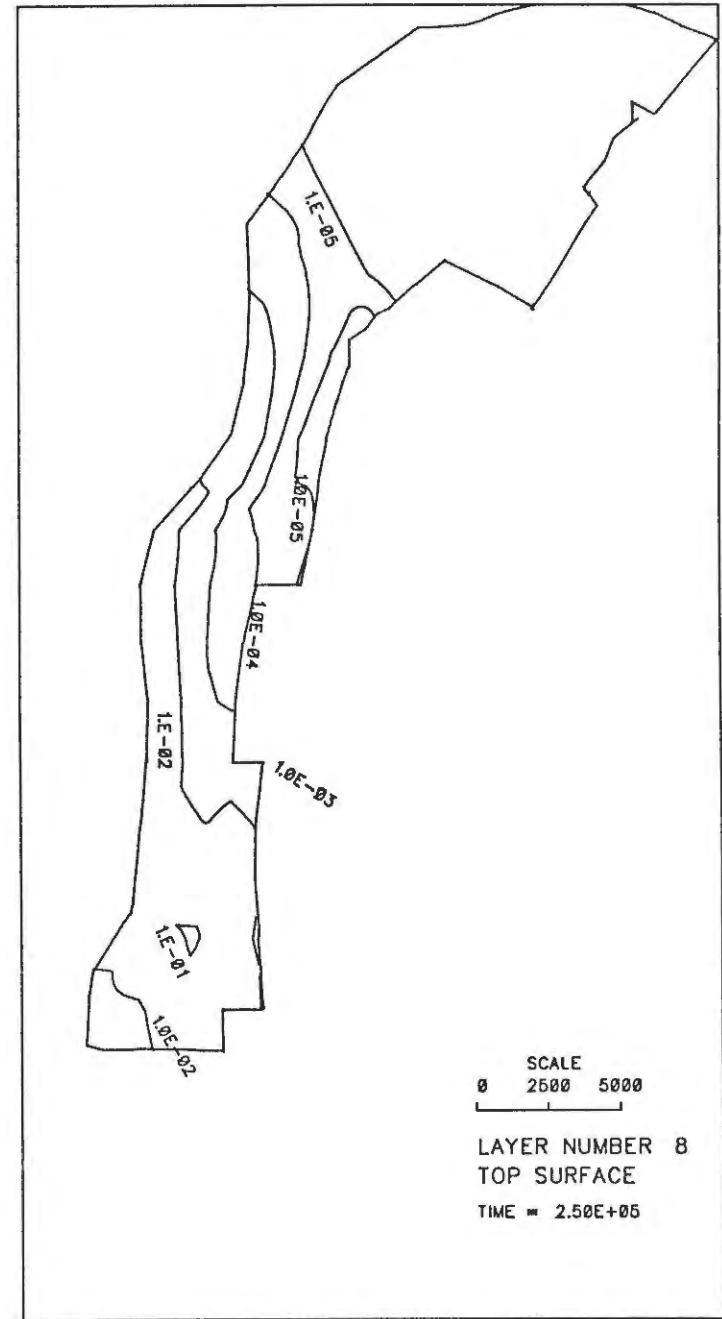 1.E-05
1.0E-05
1.0E-04
1.E-02
1.0E-03
1.E-01
1.0E-02
SCALE
0 2500 5000
LAYER NUMBER 8
TOP SURFACE
TIME = 2.50E+05